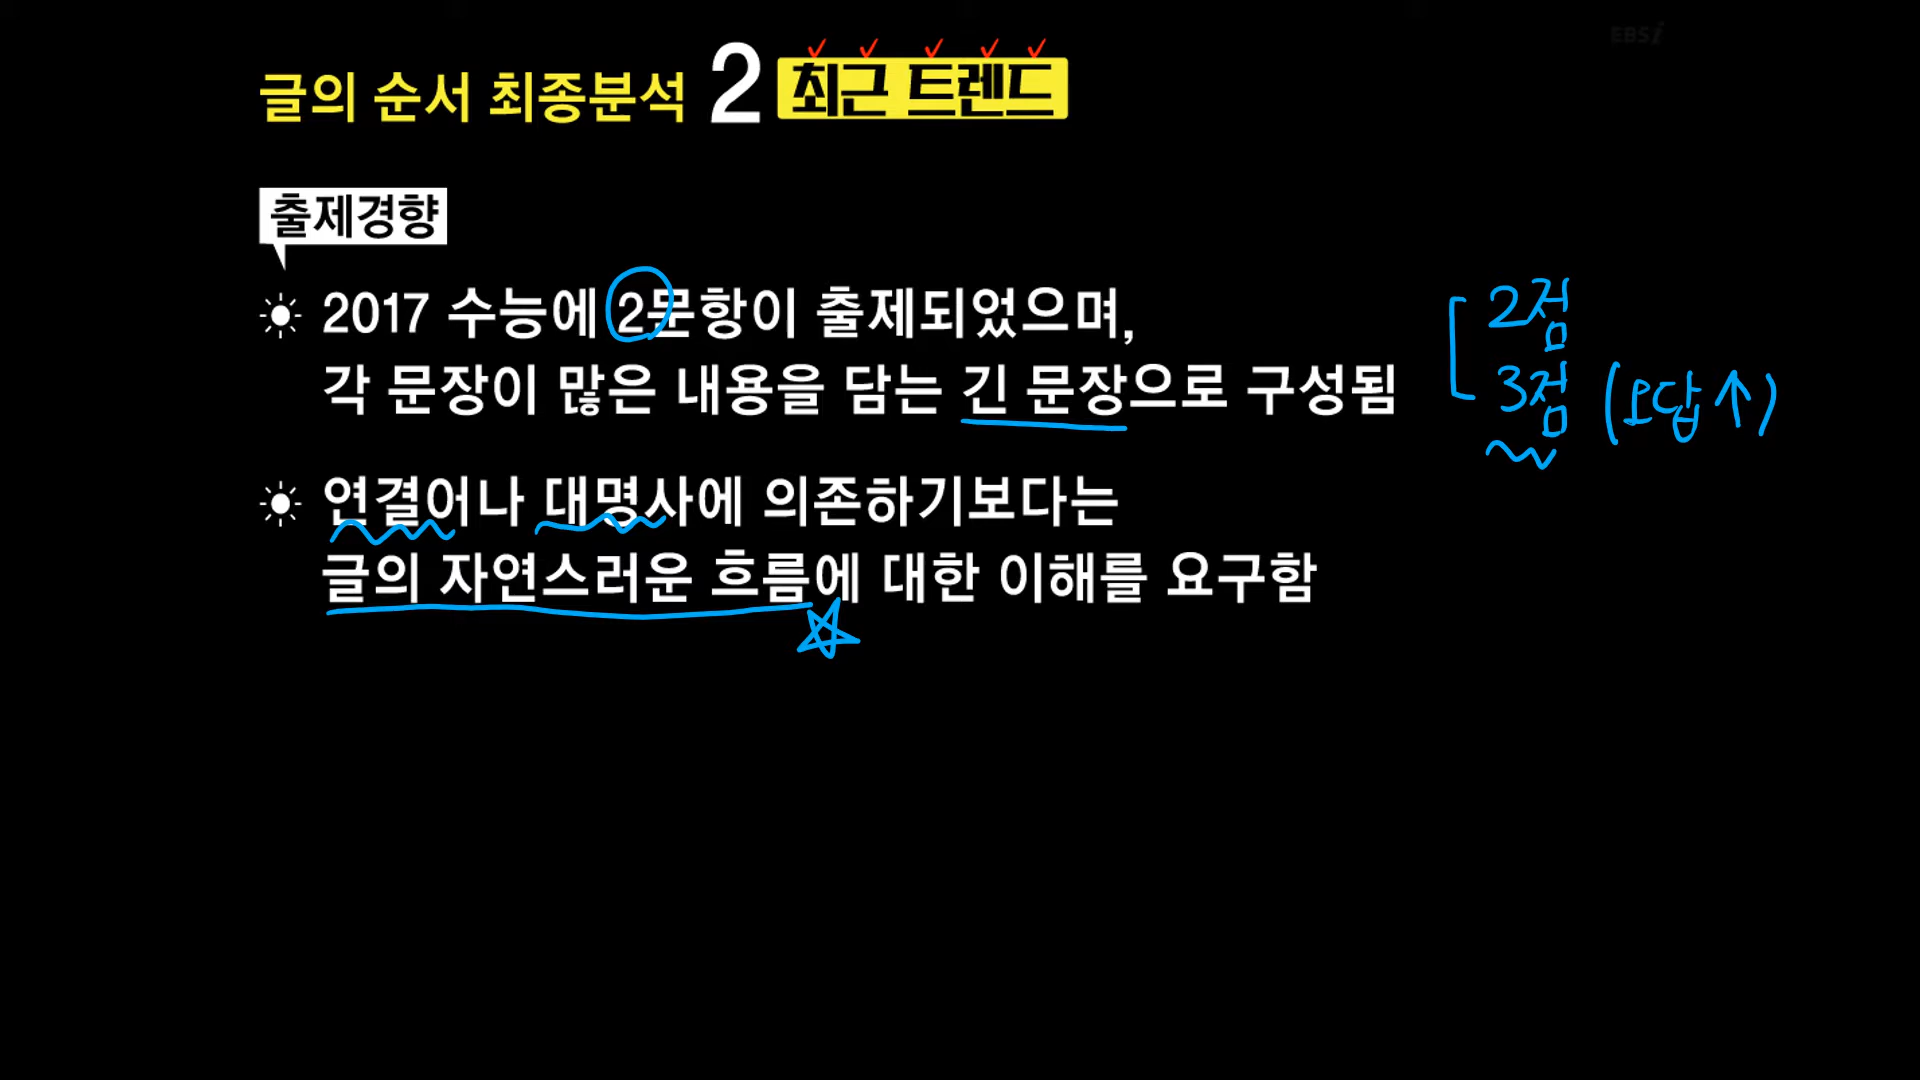 EBSi
글의 순서 최종분석 2 최근 트렌드
출제경향
2017 수능에 2문항이 출제되었으며,
각 문장이 많은 내용을 담는 긴 문장으로 구성됨
2점
3점 (오답↑)
연결어나 대명사에 의존하기보다는
글의 자연스러운 흐름에 대한 이해를 요구함